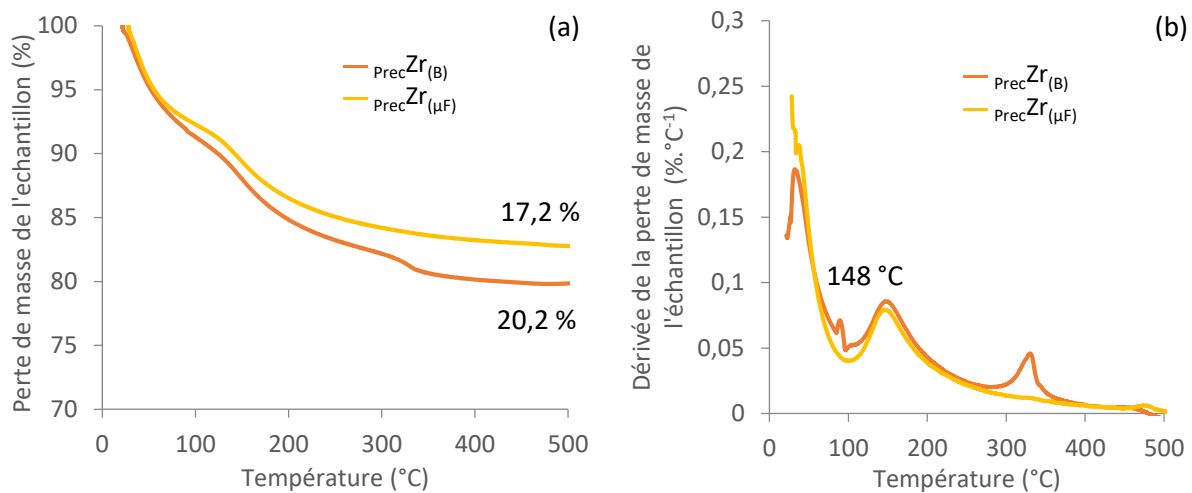 (a)
Perte de masse de l'echantillon (%)
100
95
90
85
80
75
70
PrecZr(B)
PrecZr(µF)
17,2 %
20,2 %
0 100 200 300 400 500
Température (°C)
(b)
Dérivée de la perte de masse de
l'échantillon (%.°C-1)
0,3
0,25
0,2
0,15
0,1
0,05
0
PrecZr(B)
PrecZr(µF)
148 °C
0 100 200 300 400 500
Température (°C)